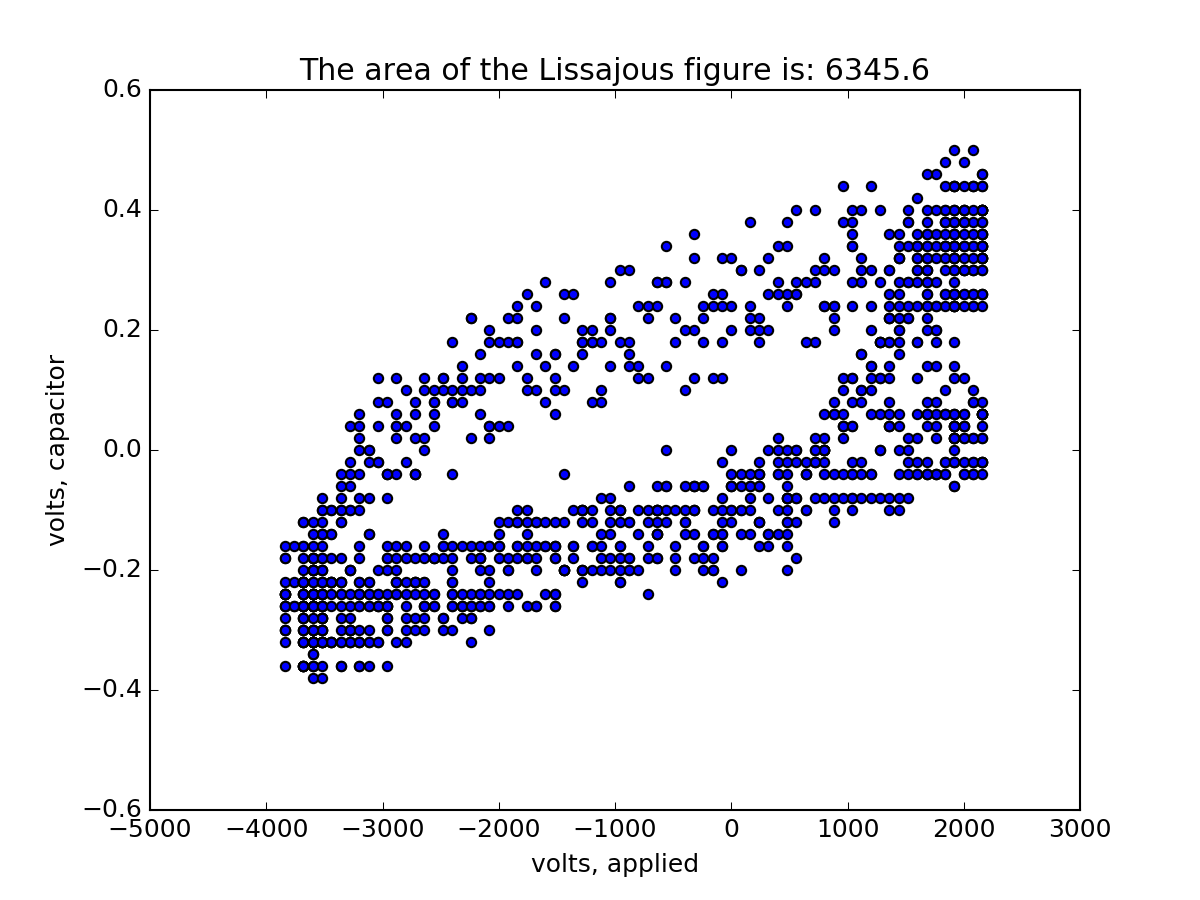 The area of the Lissajous figure is: 6345.6
0.6
0.4
0.2
0.0
−0.2
−0.4
−0.6
volts, capacitor
−5000 −4000 −3000 −2000 −1000 0 1000 2000 3000
volts, applied